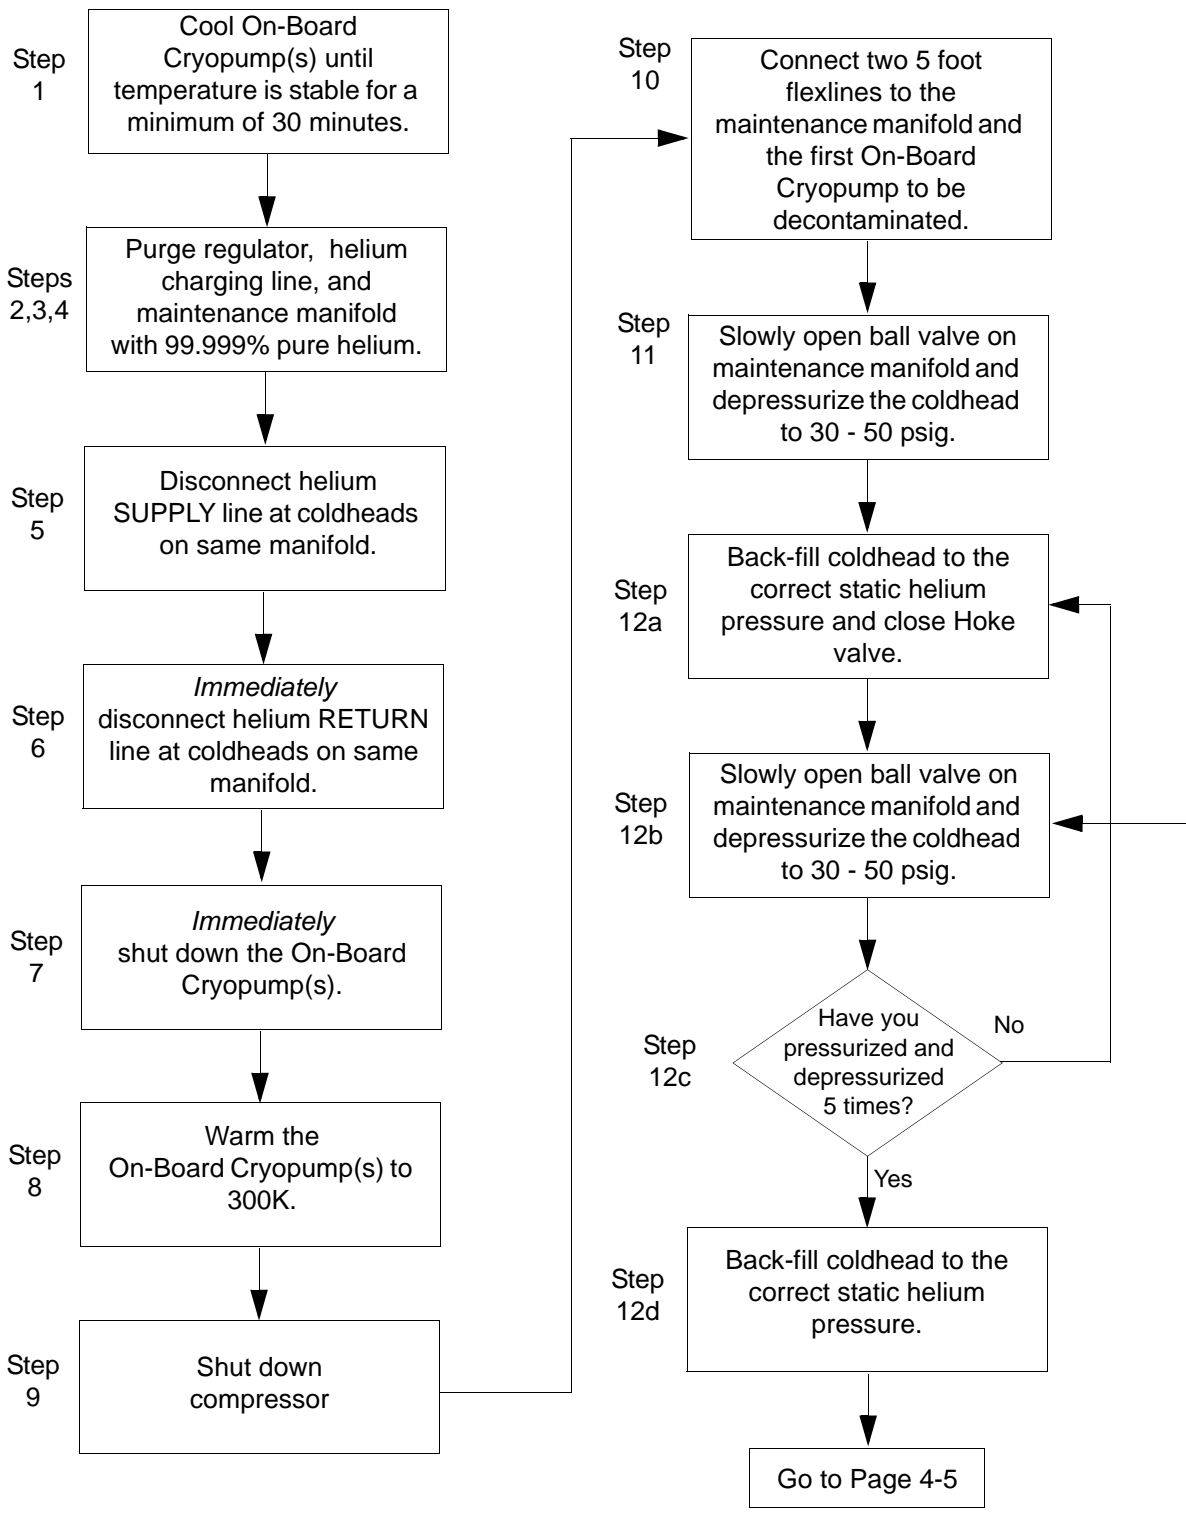 Step
1
Cool On-Board
Cryopump(s) until
temperature is stable for a
minimum of 30 minutes.
Steps
2,3,4
Purge regulator, helium
charging line, and
maintenance manifold
with 99.999% pure helium.
Step
5
Disconnect helium
SUPPLY line at coldheads
on same manifold.
Step
6
Immediately
disconnect helium RETURN
line at coldheads on same
manifold.
Step
7
Immediately
shut down the On-Board
Cryopump(s).
Step
8
Warm the
On-Board Cryopump(s) to
300K.
Step
9
Shut down
compressor
Step
10
Connect two 5 foot
flexlines to the
maintenance manifold and
the first On-Board
Cryopump to be
decontaminated.
Step
11
Slowly open ball valve on
maintenance manifold and
depressurize the coldhead
to 30 - 50 psig.
Step
12a
Back-fill coldhead to the
correct static helium
pressure and close Hoke
valve.
Step
12b
Slowly open ball valve on
maintenance manifold and
depressurize the coldhead
to 30 - 50 psig.
Step
12c
Have you
pressurized and
depressurized
5 times?
No
Yes
Step
12d
Back-fill coldhead to the
correct static helium
pressure.
Go to Page 4-5